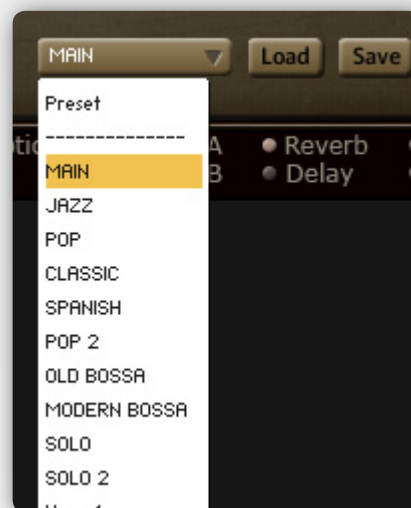 MAIN Load Save
Preset
--------------
A Reverb
MAIN B Delay
JAZZ
POP
CLASSIC
SPANISH
POP 2
OLD BOSSA
MODERN BOSSA
SOLO
SOLO 2